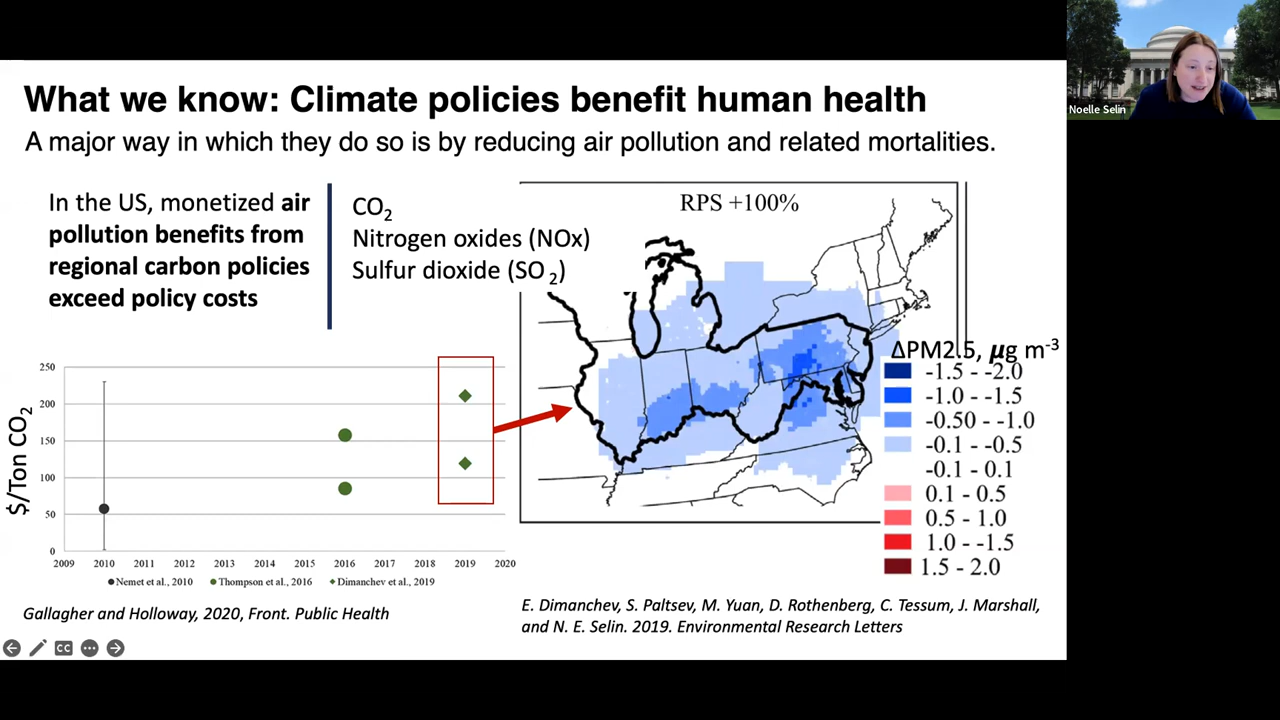 What we know: Climate policies benefit human health
A major way in which they do so is by reducing air pollution and related mortalities.
Noelle Selin
In the US, monetized air
pollution benefits from
regional carbon policies
exceed policy costs
CO2
Nitrogen oxides (NOx)
Sulfur dioxide (SO2)
RPS +100%
ΔPM2.5, μg m-3
-1.5 - -2.0
-1.0 - -1.5
-0.50 - -1.0
-0.1 - -0.5
-0.1 - 0.1
0.1 - 0.5
0.5 - 1.0
1.0 - -1.5
1.5 - 2.0
$/Ton CO2
250
200
150
100
50
0
2009 2010 2011 2012 2013 2014 2015 2016 2017 2018 2019 2020
Nemet et al., 2010 Thompson et al., 2016 Dimanchev et al., 2019
Gallagher and Holloway, 2020, Front. Public Health
E. Dimanchev, S. Paltsev, M. Yuan, D. Rothenberg, C. Tessum, J. Marshall,
and N. E. Selin. 2019. Environmental Research Letters
CC